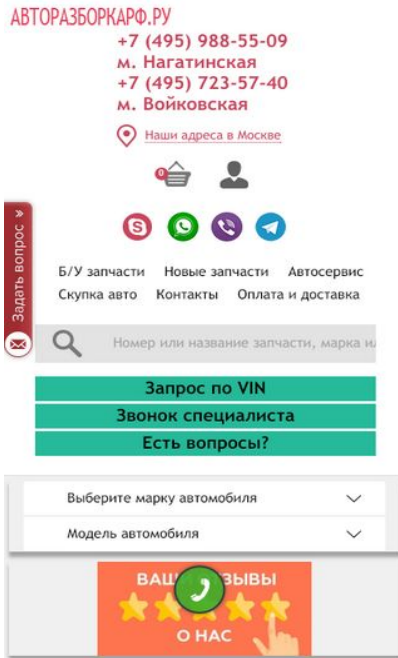 АВТОРАЗБОРКАРФ.РУ
+7 (495) 988-55-09
м. Нагатинская
+7 (495) 723-57-40
м. Войковская
Наши адреса в Москве
0
Задать вопрос »
Б/У запчасти Новые запчасти Автосервис
Скупка авто Контакты Оплата и доставка
Номер или название запчасти, марка
Запрос по VIN
Звонок специалиста
Есть вопросы?
Выберите марку автомобиля
Модель автомобиля
О НАС